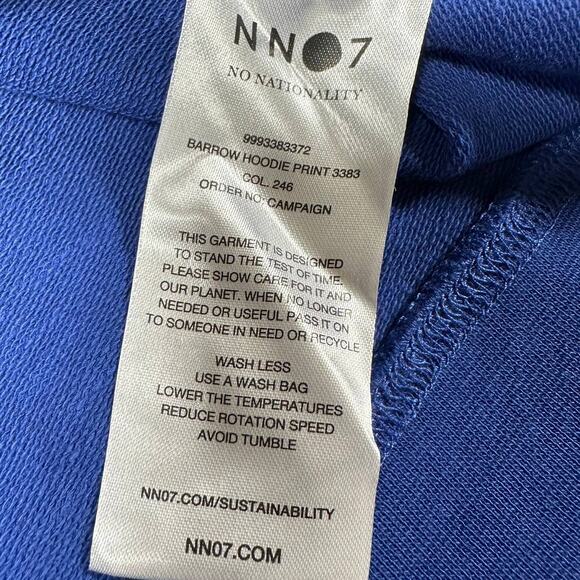 NN07
NO NATIONALITY
9993383372
BARROW HOODIE PRINT 3383
COL. 246
ORDER NO: CAMPAIGN
THIS GARMENT IS DESIGNED
TO STAND THE TEST OF TIME.
PLEASE SHOW CARE FOR IT AND
OUR PLANET. WHEN NO LONGER
NEEDED OR USEFUL PASS IT ON
TO SOMEONE IN NEED OR RECYCLE
WASH LESS
USE A WASH BAG
LOWER THE TEMPERATURES
REDUCE ROTATION SPEED
AVOID TUMBLE
NN07.COM/SUSTAINABILITY
NN07.COM